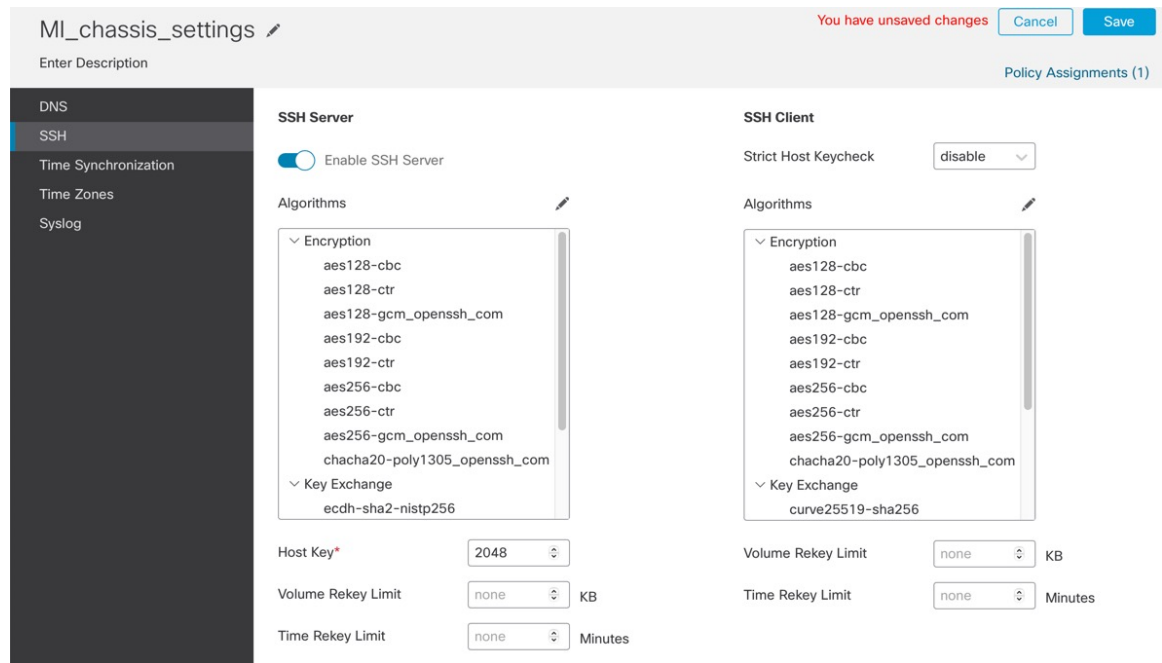 MI_chassis_settings
You have unsaved changes
Cancel
Save
Enter Description
Policy Assignments (1)
DNS
SSH
Time Synchronization
Time Zones
Syslog
SSH Server
Enable SSH Server
Algorithms
Encryption
aes128-cbc
aes128-ctr
aes128-gcm_openssh_com
aes192-cbc
aes192-ctr
aes256-cbc
aes256-ctr
aes256-gcm_openssh_com
chacha20-poly1305_openssh_com
Key Exchange
ecdh-sha2-nistp256
Host Key* 2048
Volume Rekey Limit none KB
Time Rekey Limit none Minutes
SSH Client
Strict Host Keycheck disable
Algorithms
Encryption
aes128-cbc
aes128-ctr
aes128-gcm_openssh_com
aes192-cbc
aes192-ctr
aes256-cbc
aes256-ctr
aes256-gcm_openssh_com
chacha20-poly1305_openssh_com
Key Exchange
curve25519-sha256
Volume Rekey Limit none KB
Time Rekey Limit none Minutes